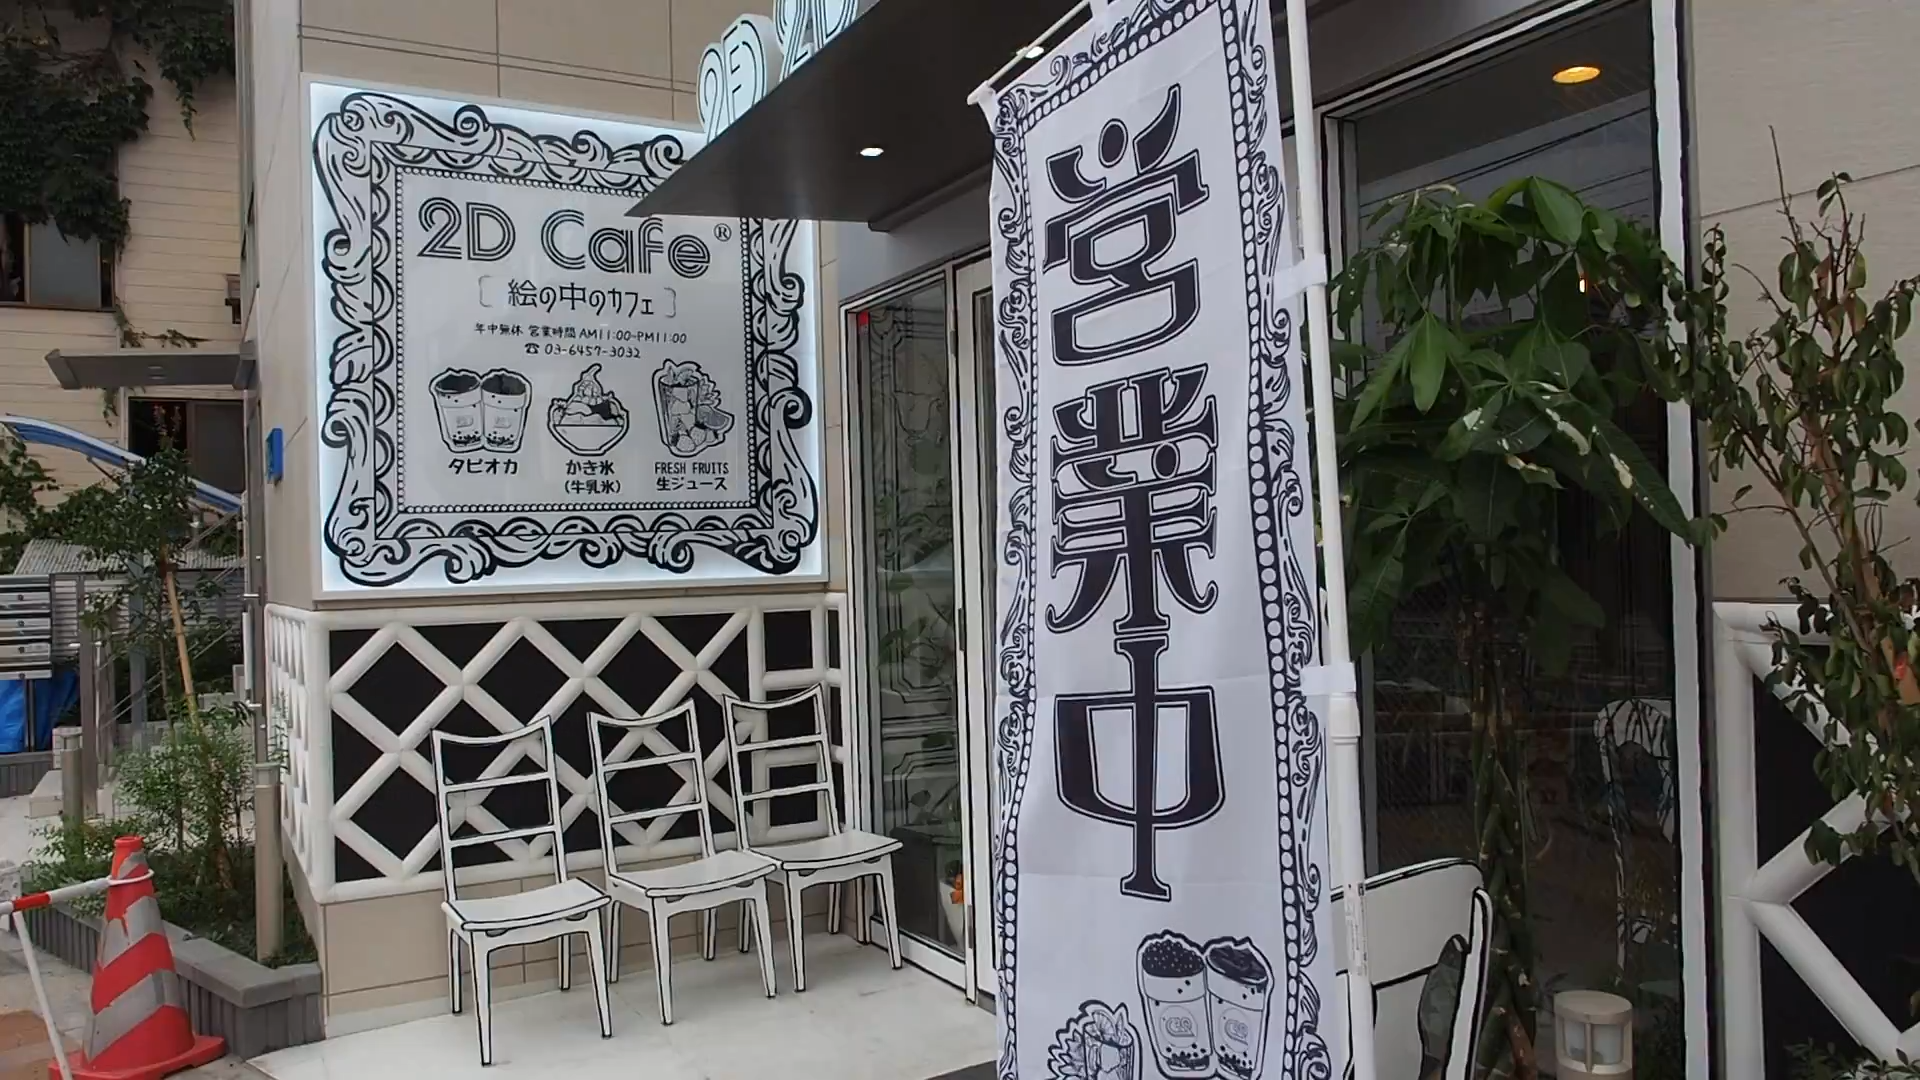 2D Cafe®
[絵の中のカフェ]
年中無休 営業時間 AM11:00-PM11:00
☎ 03-6457-3032
タピオカ
かき氷
(牛乳氷)
FRESH FRUITS
生ジュース
2D
2D
営業中